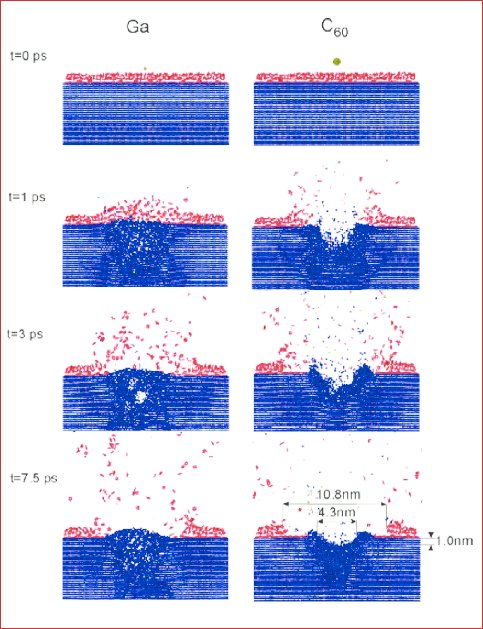 Ga
C60
t=0 ps
t=1 ps
t=3 ps
t=7.5 ps
10.8nm
4.3nm
1.0nm